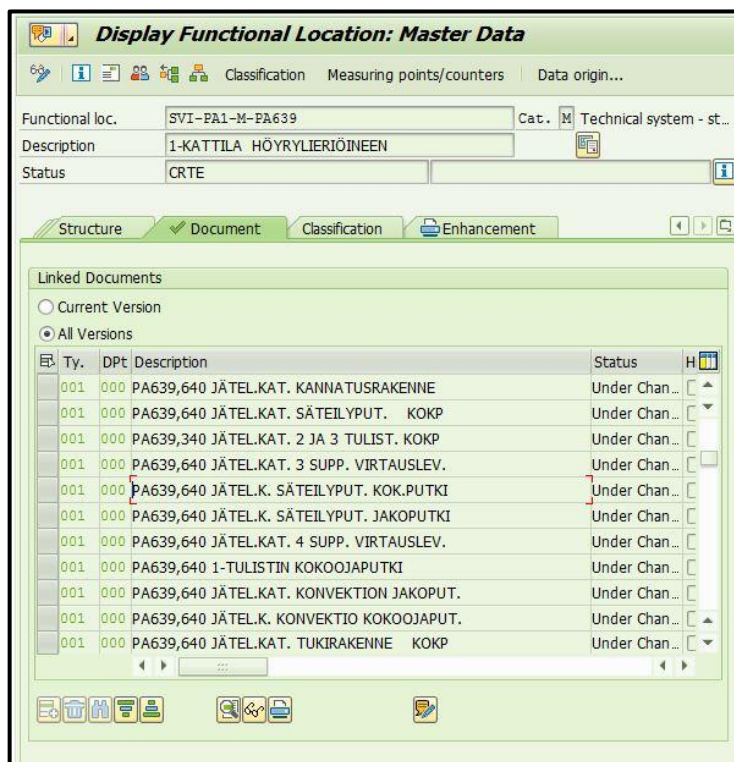 Display Functional Location: Master Data
Classification Measuring points/counters Data origin...
Functional loc. SVI-PA1-M-PA639 Cat. M Technical system - st...
Description 1-KATTILA HÖYRYLIERIÖINEEN
Status CRTE
Structure Document Classification Enhancement
Linked Documents
Current Version
All Versions
Ty. DPt Description Status H
001 000 PA639,640 JÄTEL.KAT. KANNATUSRAKENNE Under Chan...
001 000 PA639,640 JÄTEL.KAT. SÄTEILYPUT. KOKP Under Chan...
001 000 PA639,340 JÄTEL.KAT. 2 JA 3 TULIST. KOKP Under Chan...
001 000 PA639,640 JÄTEL.KAT. 3 SUPP. VIRTAUSLEV. Under Chan...
001 000 PA639,640 JÄTEL.K. SÄTEILYPUT. KOK.PUTKI Under Chan...
001 000 PA639,640 JÄTEL.K. SÄTEILYPUT. JAKOPUTKI Under Chan...
001 000 PA639,640 JÄTEL.KAT. 4 SUPP. VIRTAUSLEV. Under Chan...
001 000 PA639,640 1-TULISTIN KOKOOJAPUTKI Under Chan...
001 000 PA639,640 JÄTEL.KAT. KONVEKTION JAKOPUT. Under Chan...
001 000 PA639,640 JÄTEL.K. KONVEKTIO KOKOOJAPUT. Under Chan...
001 000 PA639,640 JÄTEL.KAT. TUKIRAKENNE KOKP Under Chan...